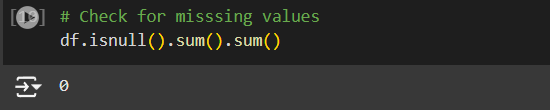 # Check for misssing values
df.isnull().sum().sum()
0